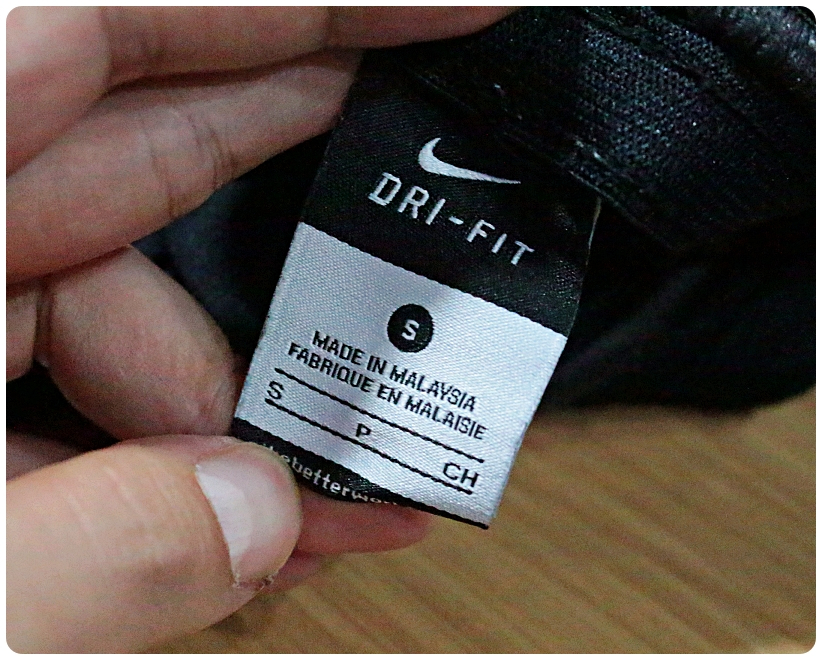 DRI-FIT
S
MADE IN MALAYSIA
FABRIQUE EN MALAISIE
S P CH